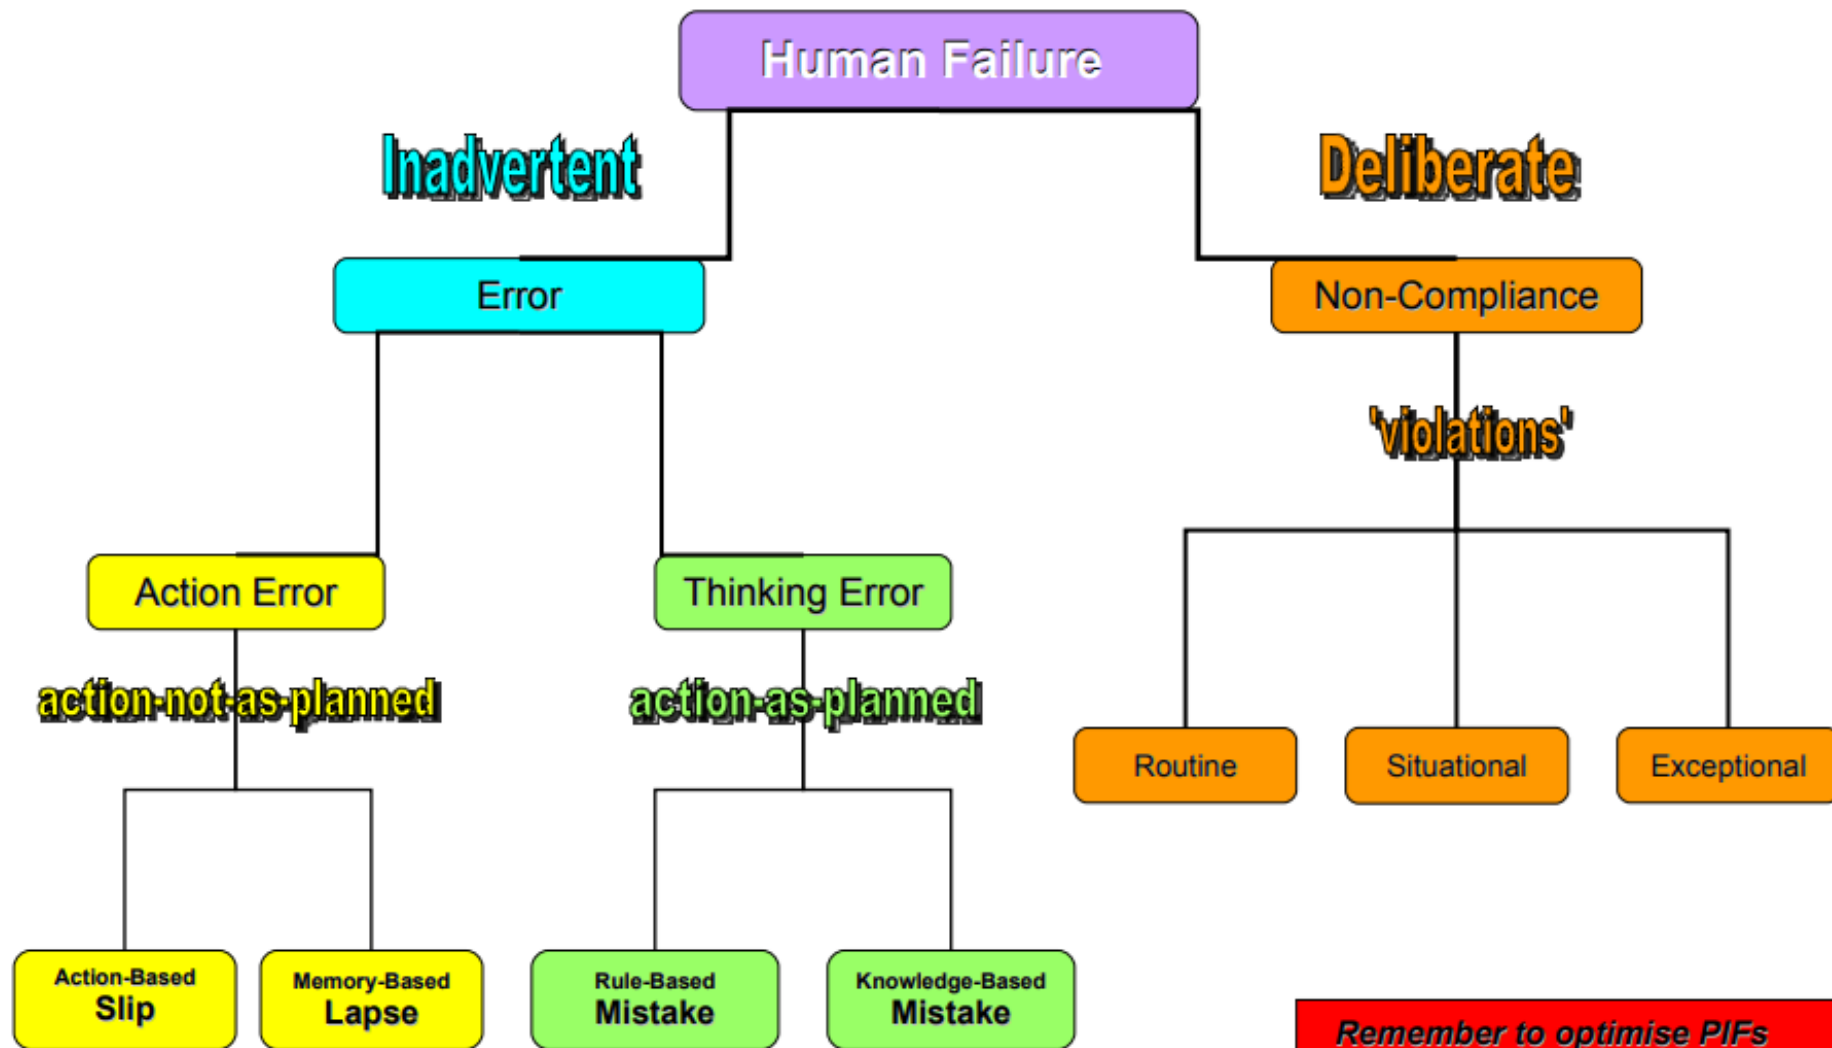 Human Failure
Inadvertent
Deliberate
Error
Non-Compliance
'violations'
Action Error
Thinking Error
action-not-as-planned
action-as-planned
Routine
Situational
Exceptional
Action-Based
Slip
Memory-Based
Lapse
Rule-Based
Mistake
Knowledge-Based
Mistake
Remember to optimise PIFs